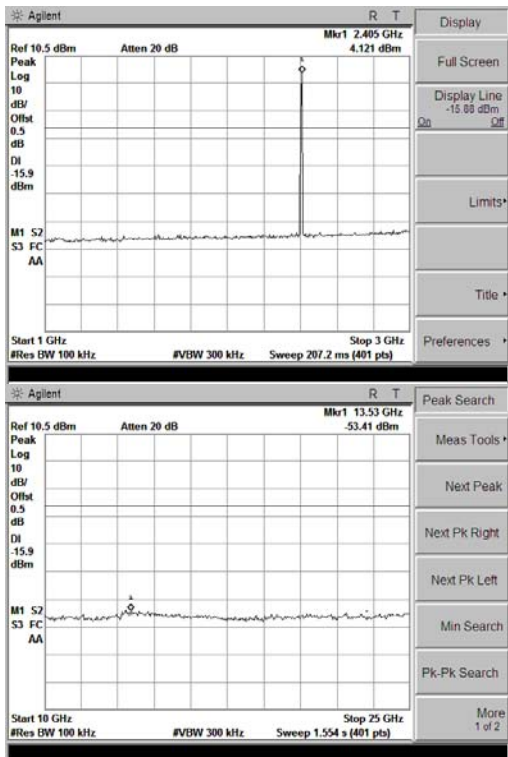 Agilent R T
Mkr1 2.405 GHz
Ref 10.5 dBm Atten 20 dB 4.121 dBm
Peak
Log
10
dB/
Offst
0.5
dB
DI
-15.9
dBm
M1 S2
S3 FC
AA
Start 1 GHz Stop 3 GHz
#Res BW 100 kHz #VBW 300 kHz Sweep 207.2 ms (401 pts)
Display
Full Screen
Display Line
-15.88 dBm
On Off
Limits
Title
Preferences
Agilent R T
Mkr1 13.53 GHz
Ref 10.5 dBm Atten 20 dB -53.41 dBm
Peak
Log
10
dB/
Offst
0.5
dB
DI
-15.9
dBm
M1 S2
S3 FC
AA
Start 10 GHz Stop 25 GHz
#Res BW 100 kHz #VBW 300 kHz Sweep 1.554 s (401 pts)
Peak Search
Meas Tools
Next Peak
Next Pk Right
Next Pk Left
Min Search
Pk-Pk Search
More
1 of 2